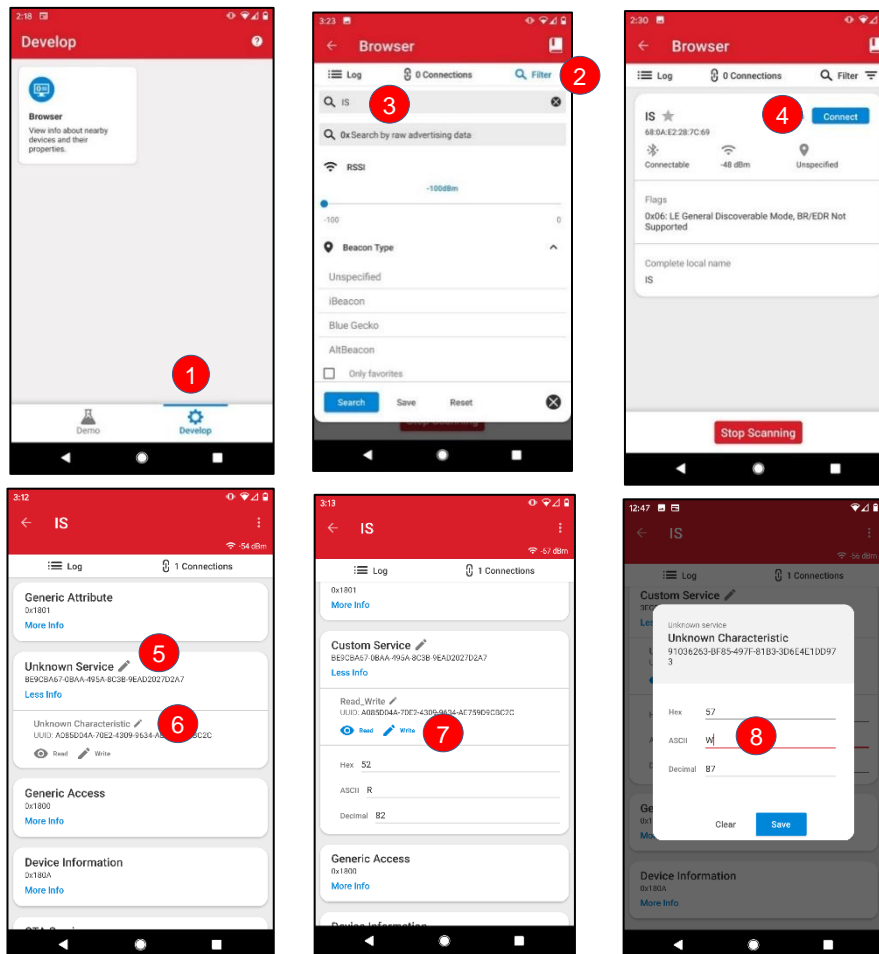 2:18
Develop
Browser
View info about nearby
devices and their
properties.
1
Demo
Develop
3:23
Browser
Log
0 Connections
Filter
2
IS
3
0x Search by raw advertising data
RSSI
-100dBm
-100
0
Beacon Type
Unspecified
iBeacon
Blue Gecko
AltBeacon
Only favorites
Search
Save
Reset
2:30
Browser
Log
0 Connections
Filter
IS
4
Connect
68:0A:E2:28:7C:69
Connectable
-48 dBm
Unspecified
Flags
0x06: LE General Discoverable Mode, BR/EDR Not
Supported
Complete local name
IS
Stop Scanning
3:12
IS
-54 dBm
Log
1 Connections
Generic Attribute
0x1801
More Info
5
Unknown Service
BE9CBA67-0BAA-495A-8C3B-9EAD2027D2A7
Less Info
Unknown Characteristic
6
Read
Write
Generic Access
0x1800
More Info
Device Information
0x180A
More Info
3:13
IS
-57 dBm
Log
1 Connections
0x1801
More Info
Custom Service
BE9CBA67-0BAA-495A-8C3B-9EAD2027D2A7
Less Info
Read_Write
UUID: A0B5D04A-70E2-4309-9634-AE759D9CBC2C
Read
Write
7
Hex 52
ASCII R
Decimal 82
Generic Access
0x1800
More Info
12:47
IS
-56 dBm
Log
1 Connections
Custom Service
Unknown service
Unknown Characteristic
91036263-BF85-497F-81B3-3D6E4E1DD97
3
Hex 57
ASCII W
8
Decimal 87
Clear
Save
Device Information
0x180A
More Info